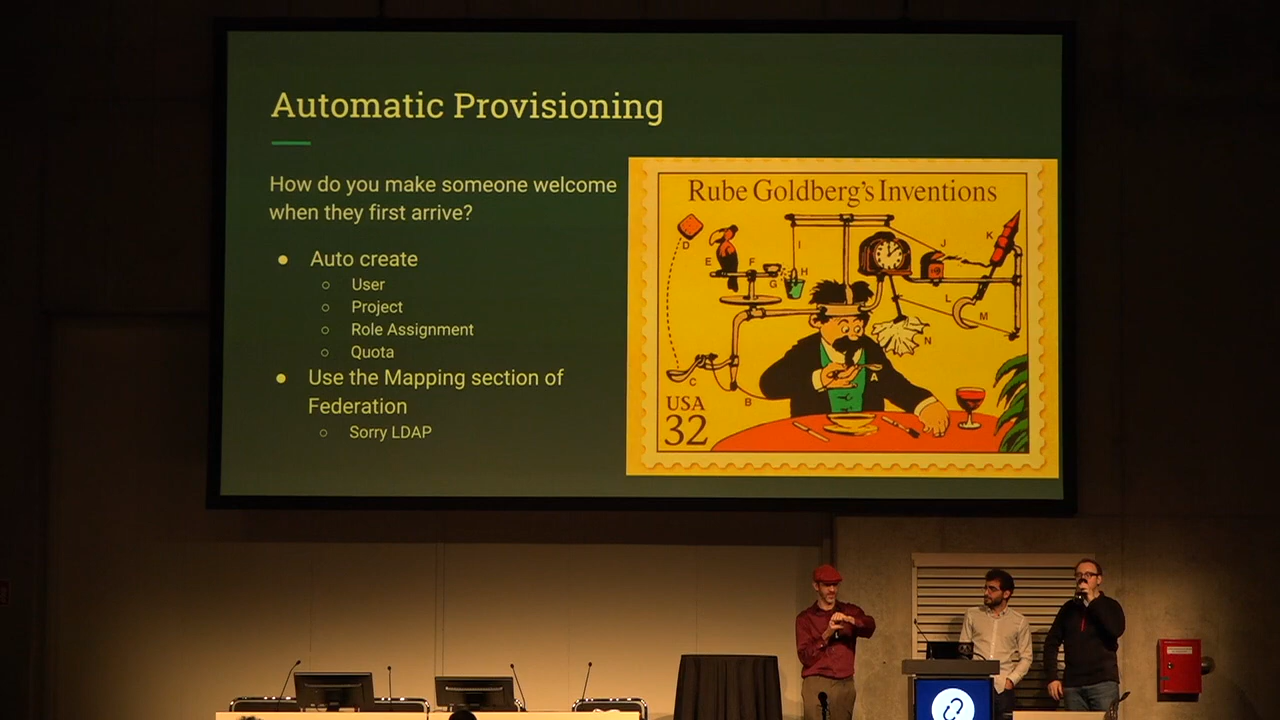 Automatic Provisioning
How do you make someone welcome
when they first arrive?
● Auto create
○ User
○ Project
○ Role Assignment
○ Quota
● Use the Mapping section of
Federation
○ Sorry LDAP
Rube Goldberg's Inventions
D
E
F
G
H
I
J
K
L
M
N
A
B
C
USA
32